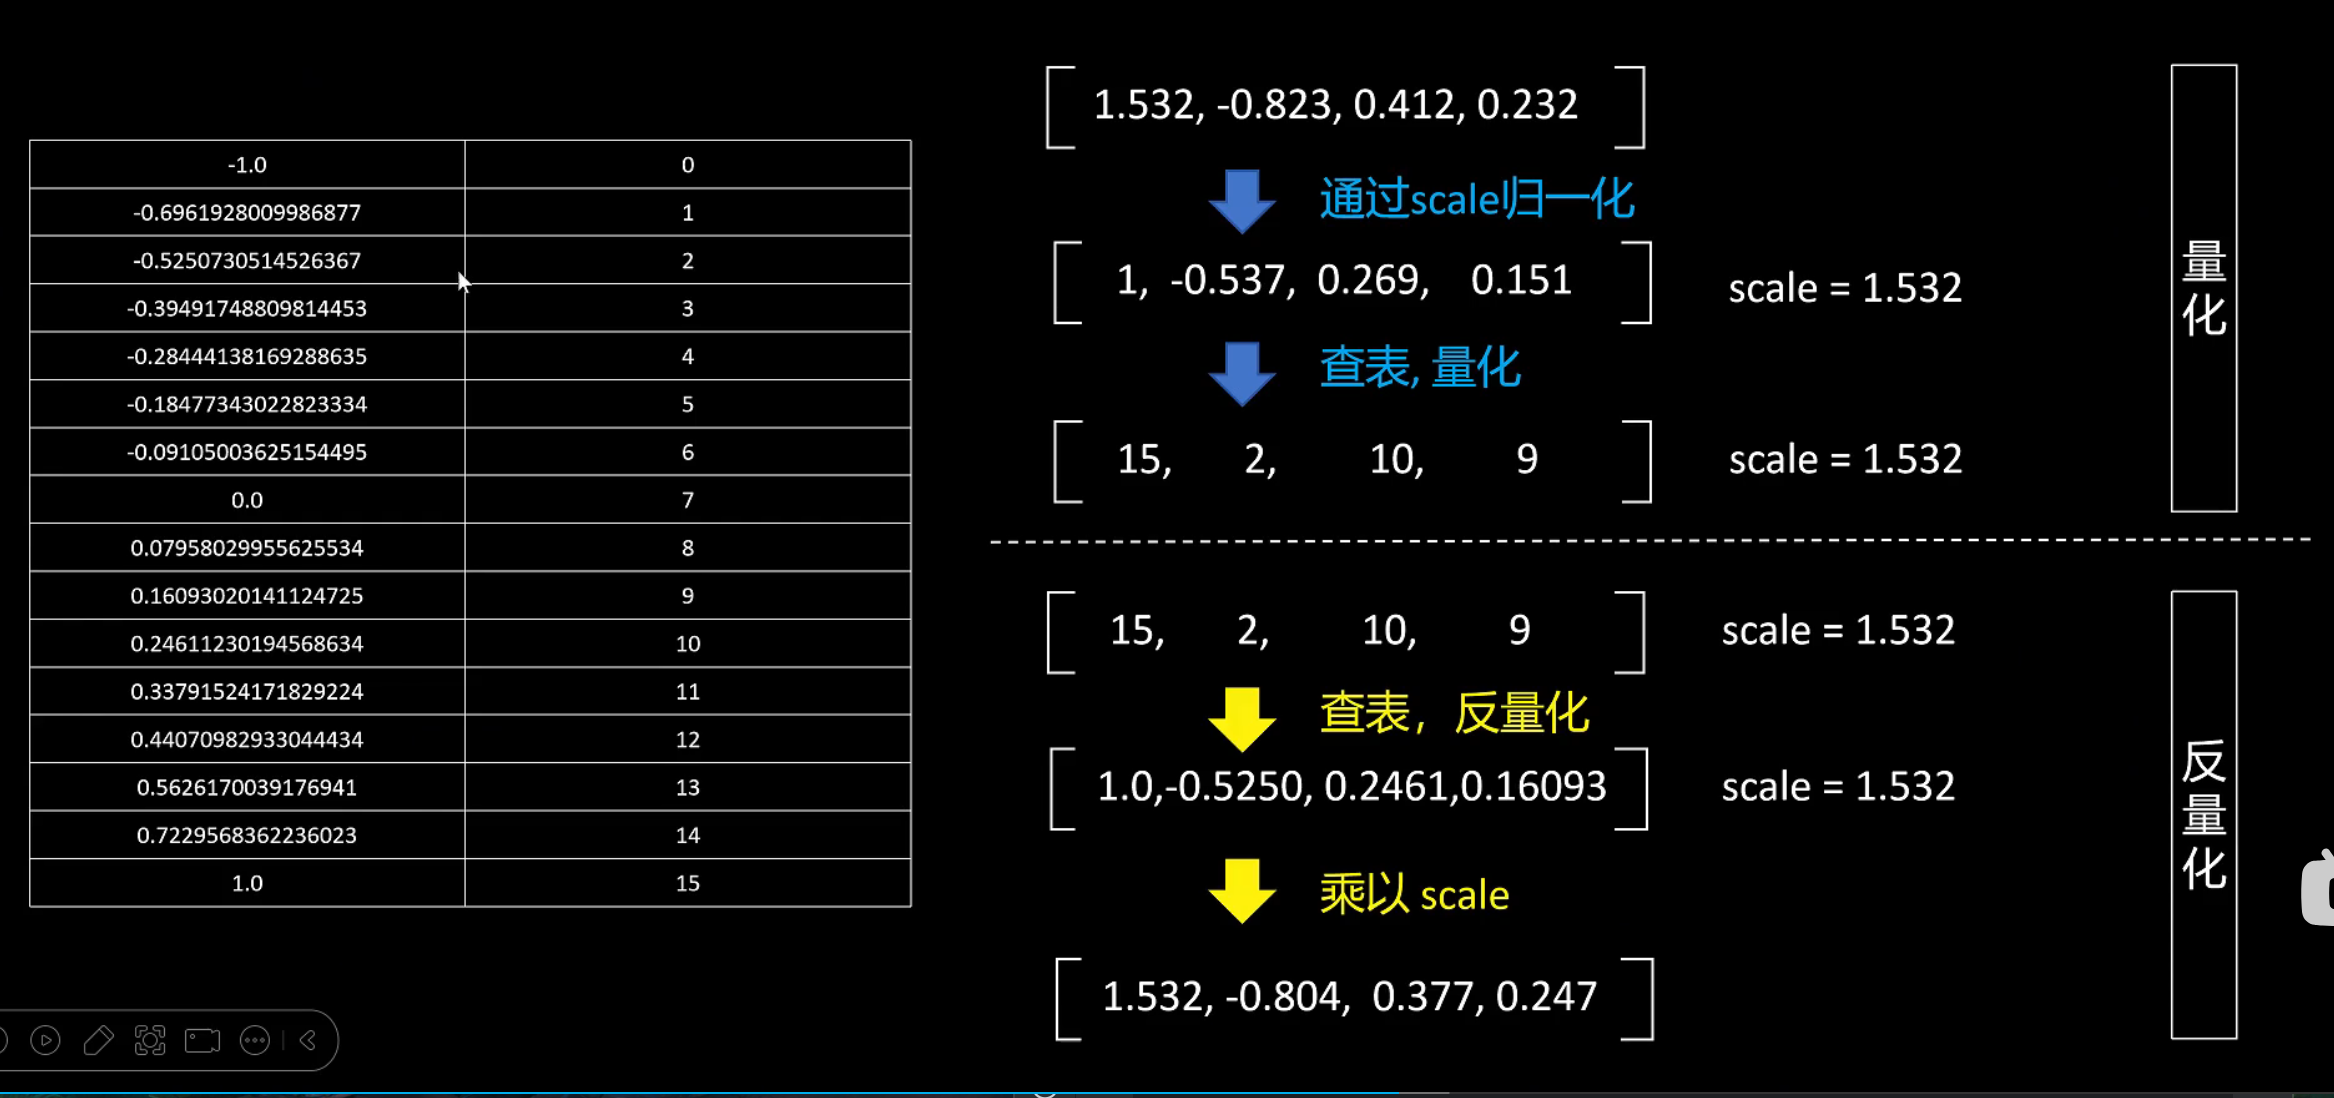 -1.0 0
-0.6961928009986877 1
-0.5250730514526367 2
-0.39491748809814453 3
-0.28444138169288635 4
-0.18477343022823334 5
-0.09105003625154495 6
0.0 7
0.07958029955625534 8
0.16093020141124725 9
0.24611230194568634 10
0.33791524171829224 11
0.44070982933044434 12
0.5626170039176941 13
0.7229568362236023 14
1.0 15
1.532, -0.823, 0.412, 0.232
通过scale归一化
1, -0.537, 0.269, 0.151 scale = 1.532
查表, 量化
15, 2, 10, 9 scale = 1.532
量化
15, 2, 10, 9 scale = 1.532
查表，反量化
1.0,-0.5250, 0.2461,0.16093 scale = 1.532
乘以 scale
1.532, -0.804, 0.377, 0.247
反量化